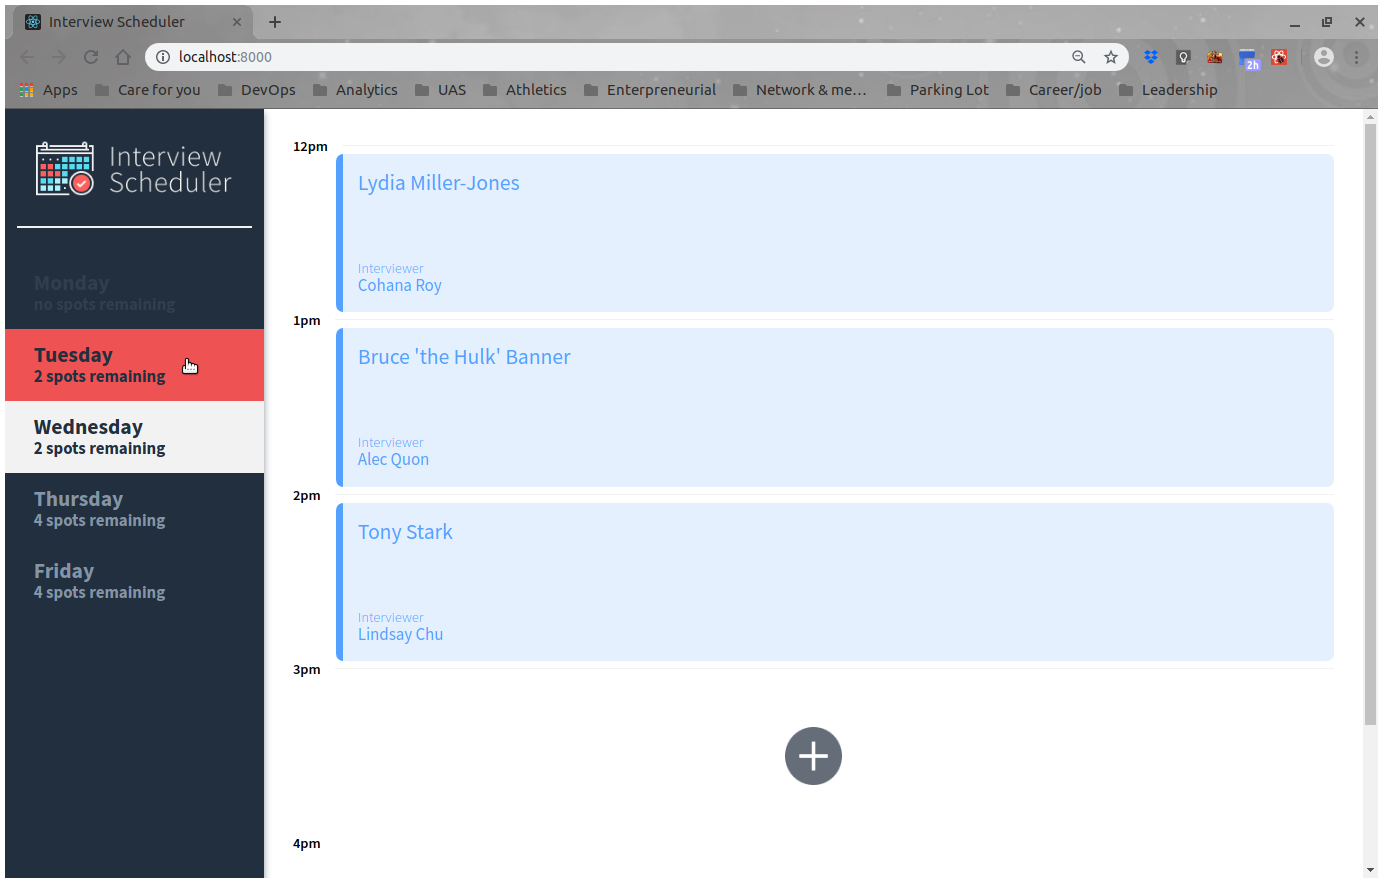 Interview Scheduler
localhost:8000
2h
Apps Care for you DevOps Analytics UAS Athletics Enterpreneurial Network & me... Parking Lot Career/job Leadership
Interview
Scheduler
Monday
no spots remaining
Tuesday
2 spots remaining
Wednesday
2 spots remaining
Thursday
4 spots remaining
Friday
4 spots remaining
12pm
Lydia Miller-Jones
Interviewer
Cohana Roy
1pm
Bruce 'the Hulk' Banner
Interviewer
Alec Quon
2pm
Tony Stark
Interviewer
Lindsay Chu
3pm
4pm